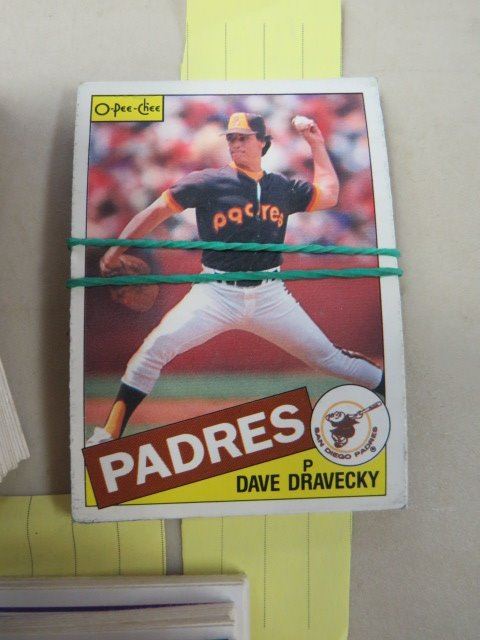 O-Pee-Chee
padres
PADRES
SAN DIEGO PADRES
P
DAVE DRAVECKY